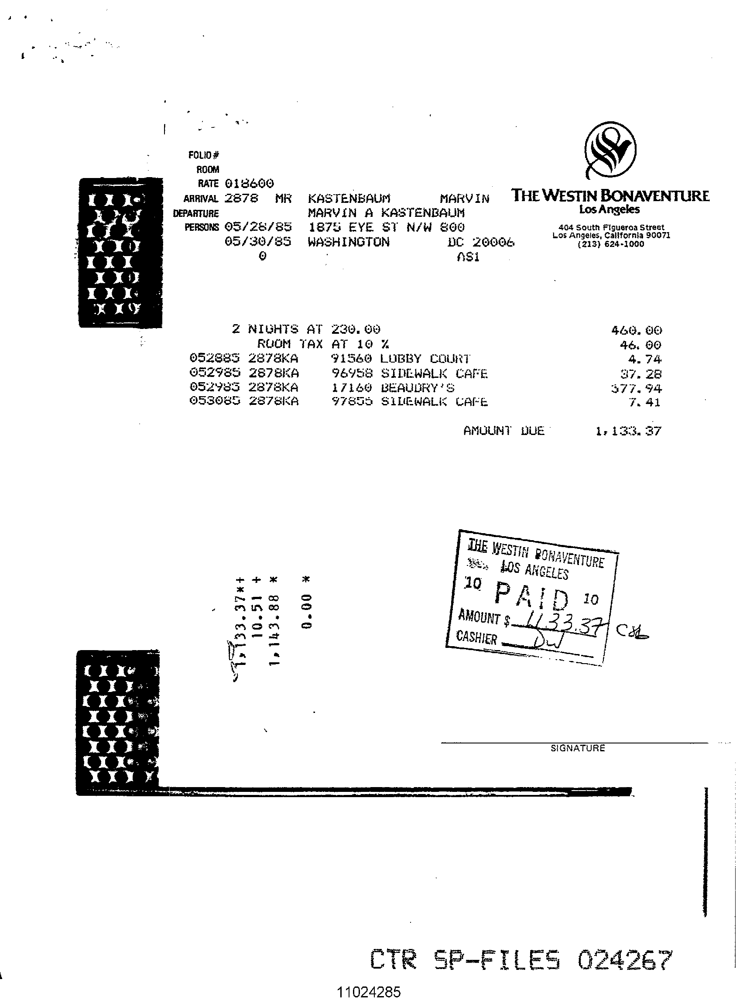 FOLIO #
ROOM
RATE 018600
ARRIVAL 2878 MR KASTENBAUM MARVIN
DEPARTURE MARVIN A KASTENBAUM
PERSONS 05/28/85 1875 EYE ST N/W 800
05/30/85 WASHINGTON DC 20006
0 AS1
THE WESTIN BONAVENTURE
Los Angeles
404 South Figueroa Street
Los Angeles, California 90071
(213) 624-1000
2 NIGHTS AT 230.00 460.00
ROOM TAX AT 10 % 46.00
052885 2878KA 91560 LOBBY COURT 4.74
052985 2878KA 96958 SIDEWALK CAFE 37.28
052985 2878KA 17160 BEAUDRY'S 577.94
053085 2878KA 97855 SIDEWALK CAFE 7.41
AMOUNT DUE 1,133.37
1,133.37*+
10.51 +
1,143.88 *
0.00 *
THE WESTIN BONAVENTURE
LOS ANGELES
10 PAID 10
AMOUNT $ 1133.37
CASHIER DW
SIGNATURE
CTR SP-FILES 024267
11024285